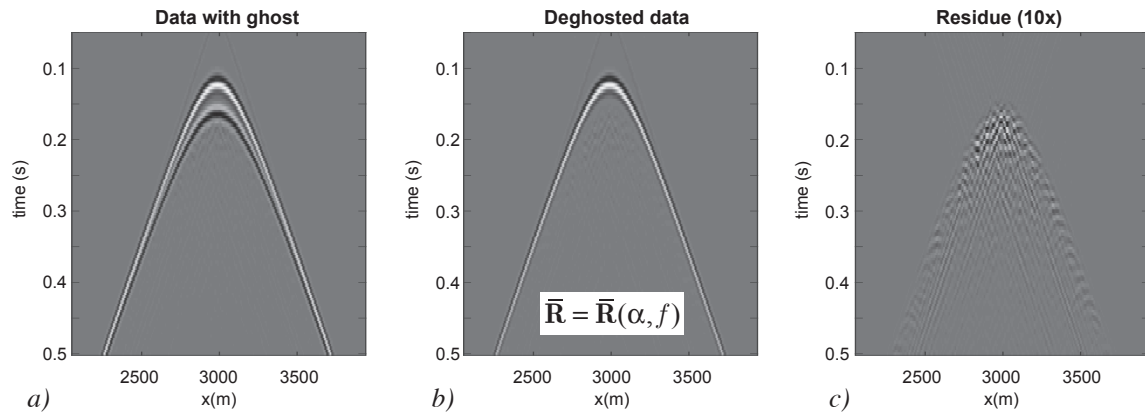 Data with ghost
Deghosted data
Residue (10x)
0.1
0.2
0.3
0.4
0.5
time (s)
2500 3000 3500
x(m)
a)
0.1
0.2
0.3
0.4
0.5
time (s)
R̄ = R̄(α,f)
2500 3000 3500
x(m)
b)
0.1
0.2
0.3
0.4
0.5
time (s)
2500 3000 3500
x(m)
c)